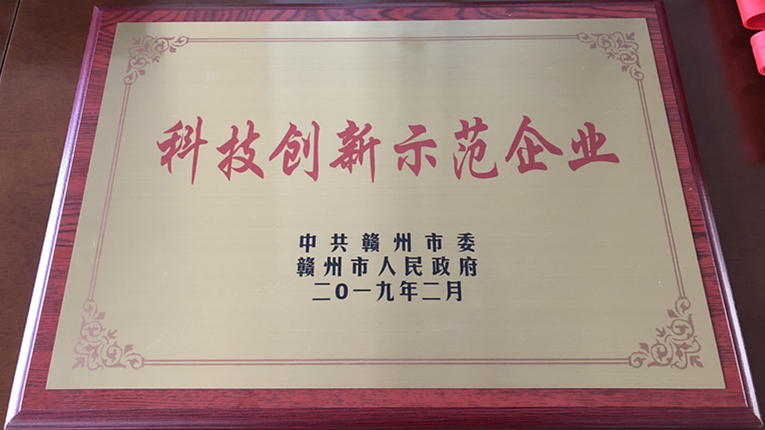 科技创新示范企业
中共赣州市委
赣州市人民政府
二0一九年二月